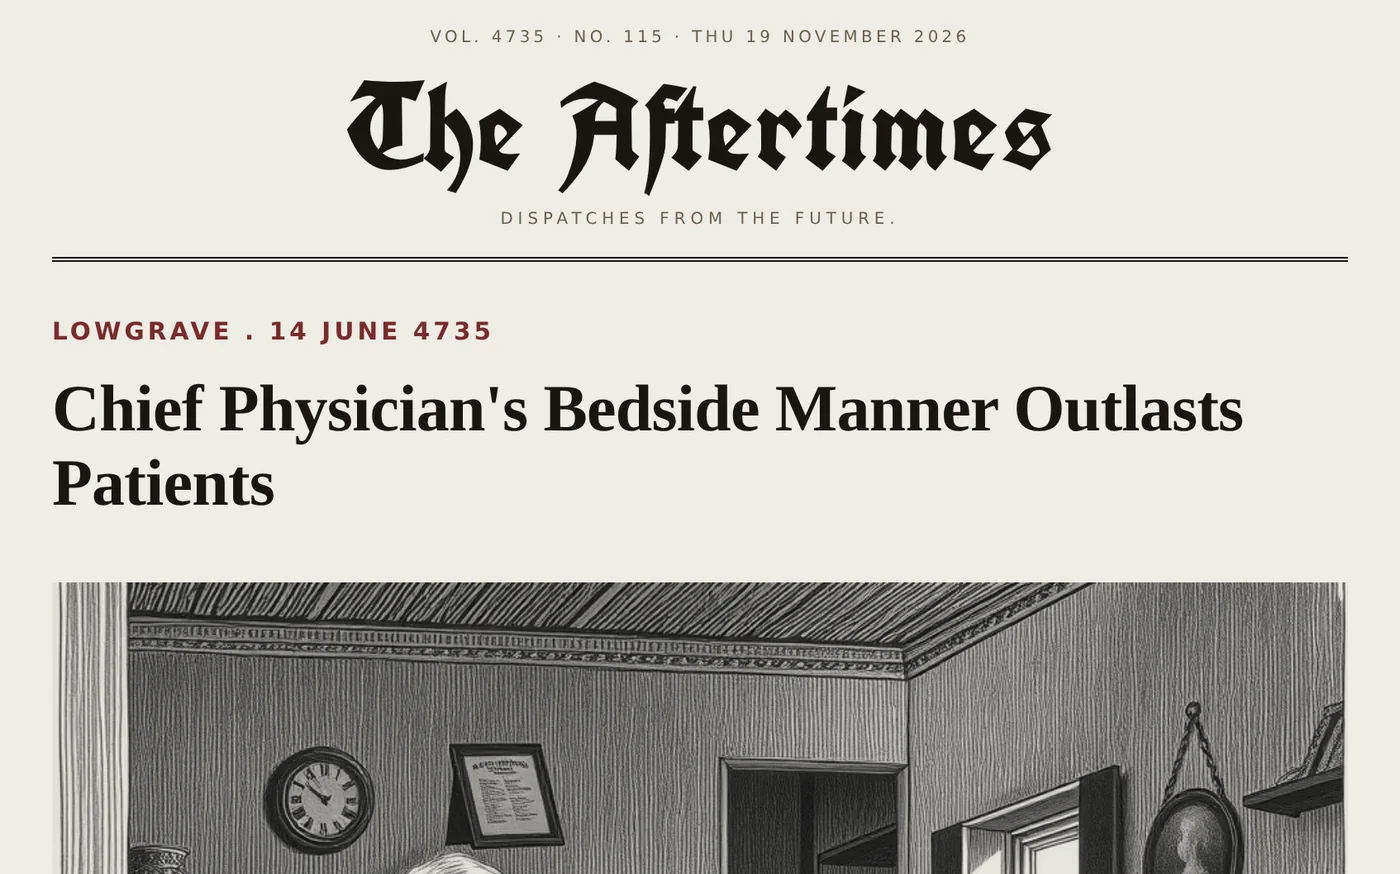 VOL. 4735 · NO. 115 · THU 19 NOVEMBER 2026
The Aftertimes
DISPATCHES FROM THE FUTURE.
LOWGRAVE . 14 JUNE 4735
Chief Physician's Bedside Manner Outlasts
Patients